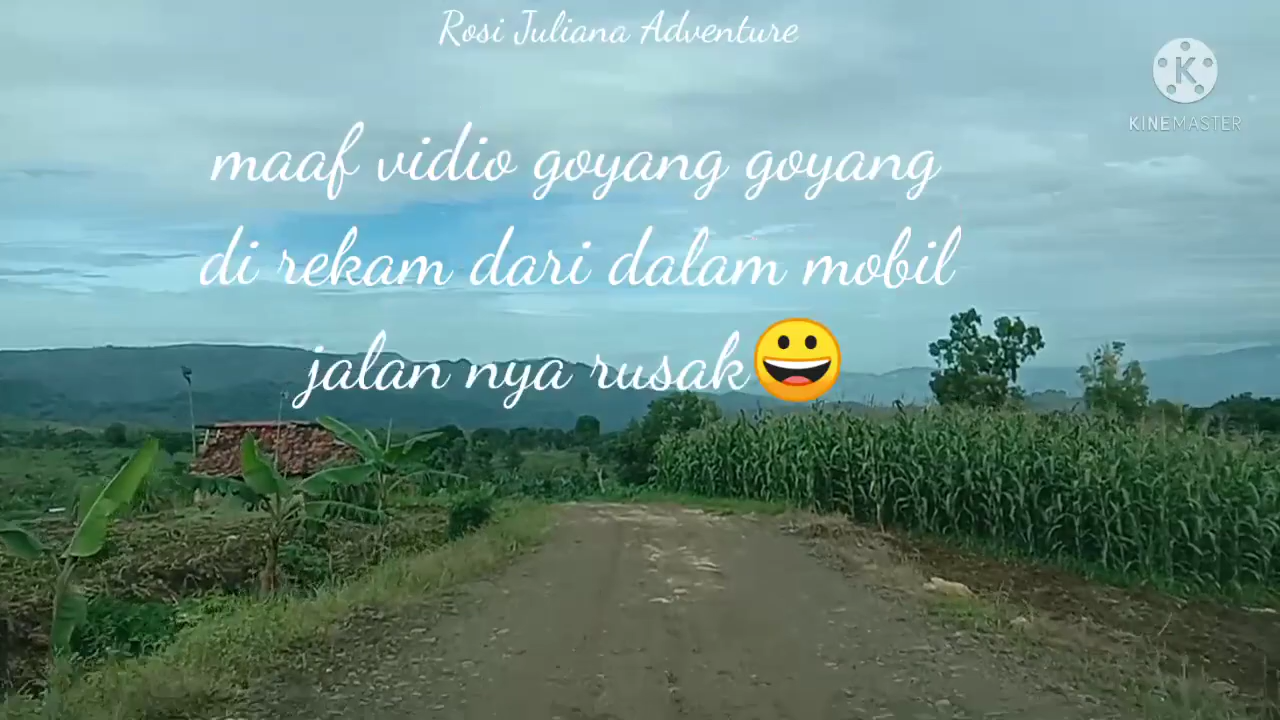 Rosi Juliana Adventure
KINEMASTER
maaf vidio goyang goyang
di rekam dari dalam mobil
jalan nya rusak😀